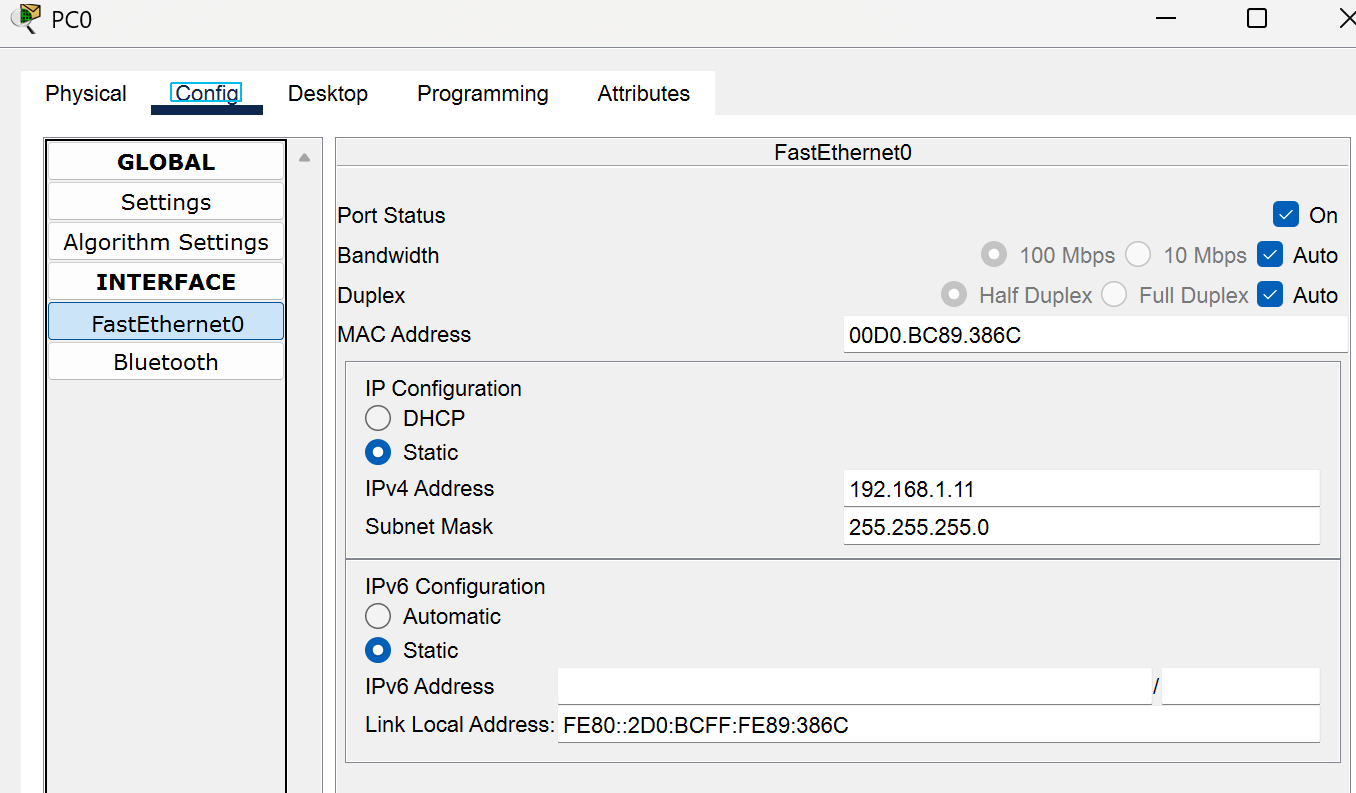 PC0
Physical Config Desktop Programming Attributes
GLOBAL
Settings
Algorithm Settings
INTERFACE
FastEthernet0
Bluetooth
FastEthernet0
Port Status On
Bandwidth 100 Mbps 10 Mbps Auto
Duplex Half Duplex Full Duplex Auto
MAC Address 00D0.BC89.386C
IP Configuration
DHCP
Static
IPv4 Address 192.168.1.11
Subnet Mask 255.255.255.0
IPv6 Configuration
Automatic
Static
IPv6 Address /
Link Local Address: FE80::2D0:BCFF:FE89:386C